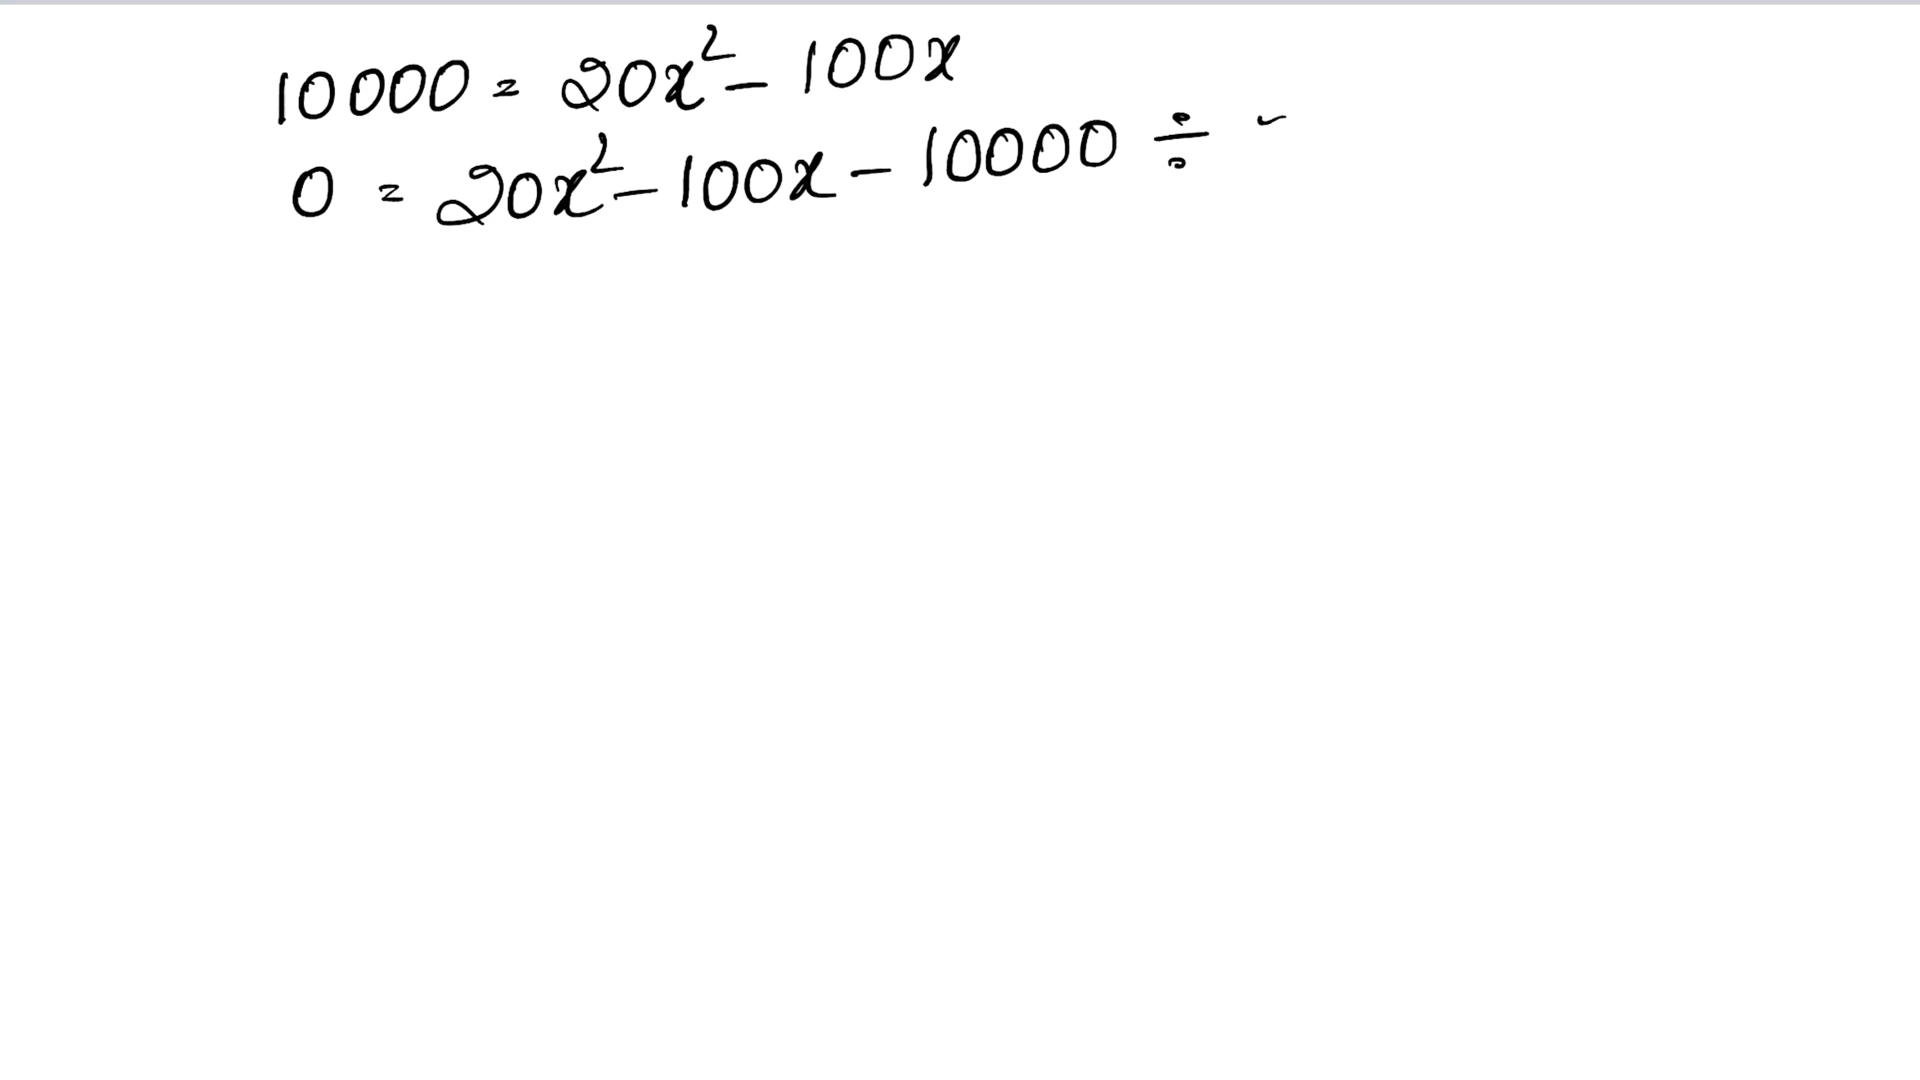 10000 = 20x² - 100x
0 = 20x² - 100x - 10000 ÷